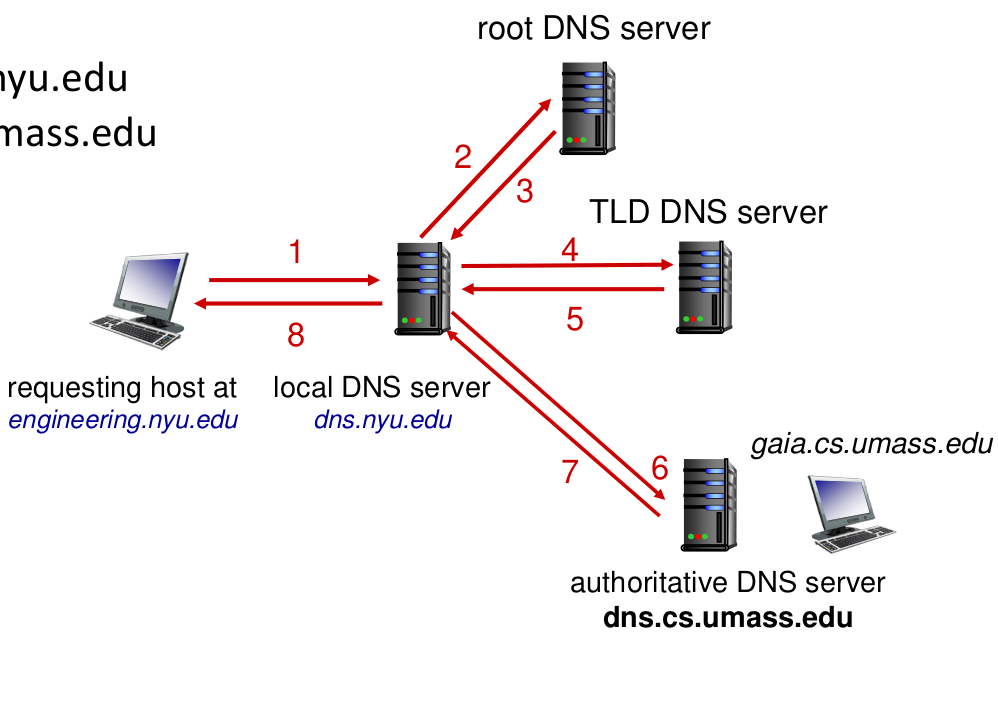 root DNS server
nyu.edu
umass.edu
2
3
TLD DNS server
1
4
5
8
requesting host at
engineering.nyu.edu
local DNS server
dns.nyu.edu
gaia.cs.umass.edu
6
7
authoritative DNS server
dns.cs.umass.edu